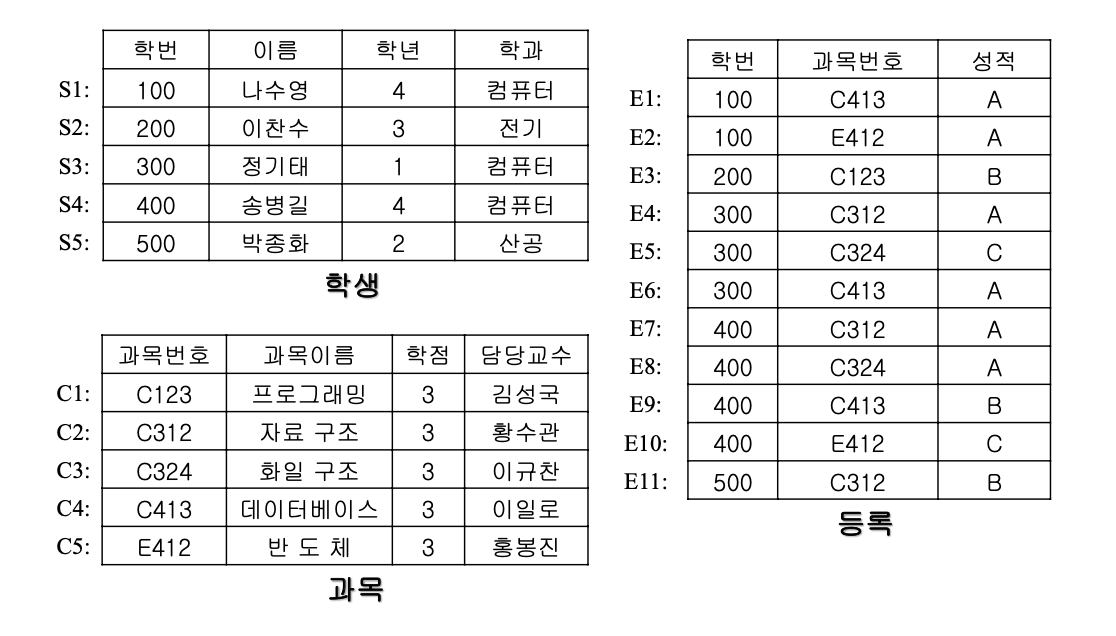 학번 이름 학년 학과
S1: 100 나수영 4 컴퓨터
S2: 200 이찬수 3 전기
S3: 300 정기태 1 컴퓨터
S4: 400 송병길 4 컴퓨터
S5: 500 박종화 2 산공
학생
과목번호 과목이름 학점 담당교수
C1: C123 프로그래밍 3 김성국
C2: C312 자료 구조 3 황수관
C3: C324 화일 구조 3 이규찬
C4: C413 데이터베이스 3 이일로
C5: E412 반 도 체 3 홍봉진
과목
학번 과목번호 성적
E1: 100 C413 A
E2: 100 E412 A
E3: 200 C123 B
E4: 300 C312 A
E5: 300 C324 C
E6: 300 C413 A
E7: 400 C312 A
E8: 400 C324 A
E9: 400 C413 B
E10: 400 E412 C
E11: 500 C312 B
등록